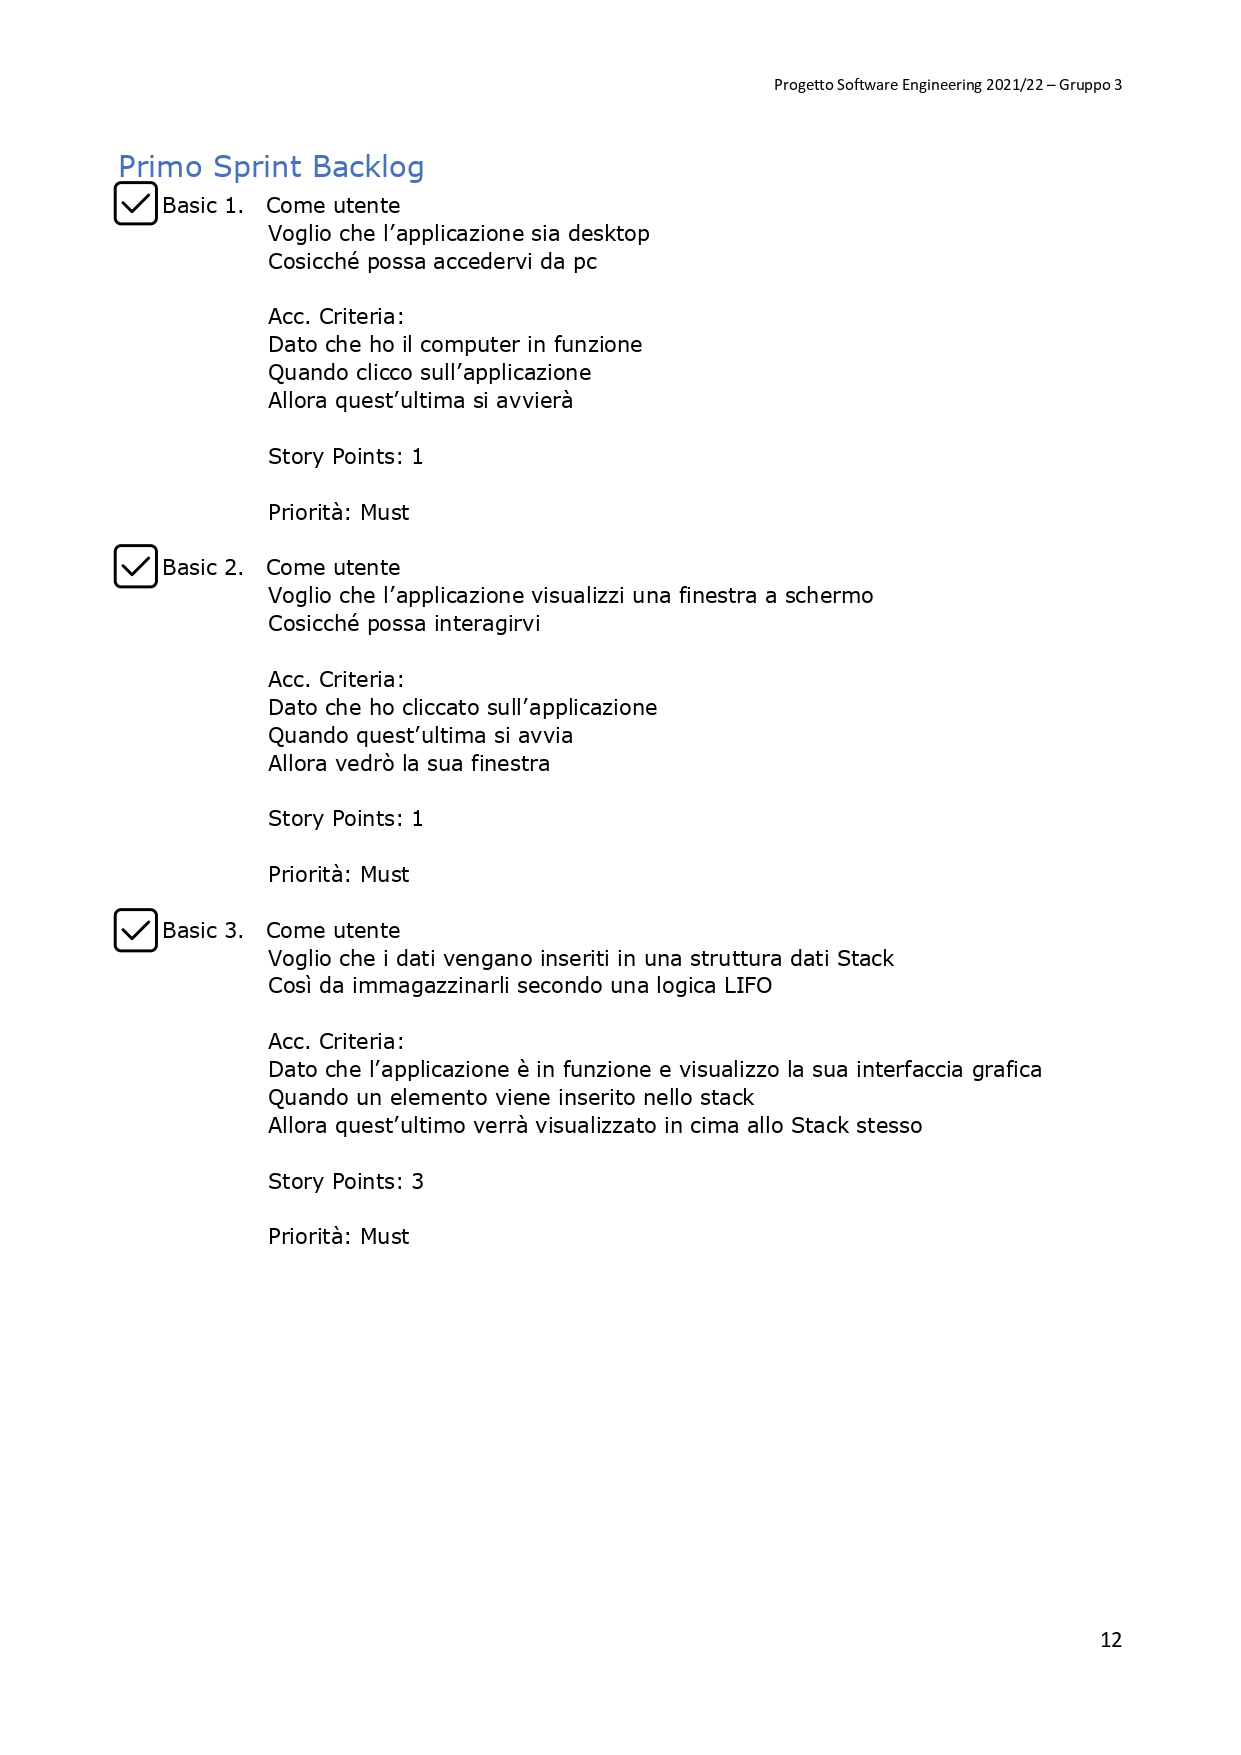 Progetto Software Engineering 2021/22 – Gruppo 3
Primo Sprint Backlog
Basic 1. Come utente
Voglio che l’applicazione sia desktop
Cosicché possa accedervi da pc
Acc. Criteria:
Dato che ho il computer in funzione
Quando clicco sull’applicazione
Allora quest’ultima si avvierà
Story Points: 1
Priorità: Must
Basic 2. Come utente
Voglio che l’applicazione visualizzi una finestra a schermo
Cosicché possa interagirvi
Acc. Criteria:
Dato che ho cliccato sull’applicazione
Quando quest’ultima si avvia
Allora vedrò la sua finestra
Story Points: 1
Priorità: Must
Basic 3. Come utente
Voglio che i dati vengano inseriti in una struttura dati Stack
Così da immagazzinarli secondo una logica LIFO
Acc. Criteria:
Dato che l’applicazione è in funzione e visualizzo la sua interfaccia grafica
Quando un elemento viene inserito nello stack
Allora quest’ultimo verrà visualizzato in cima allo Stack stesso
Story Points: 3
Priorità: Must
12